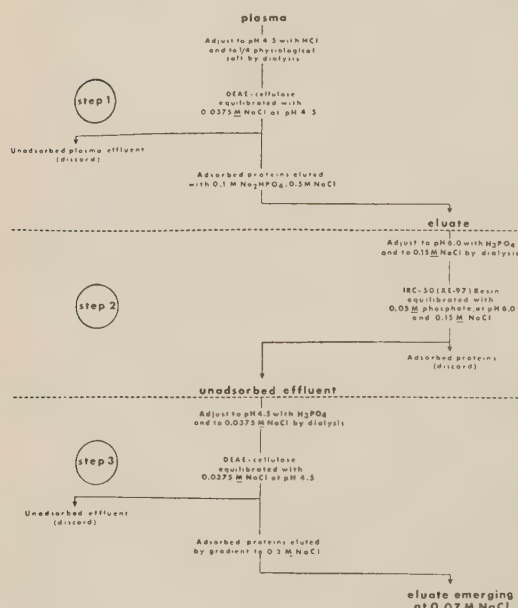 plasma
Adjust to pH 4.5 with HCl
and to 1/4 physiological
salt by dialysis
step 1
DEAE-cellulose
equilibrated with
0.0375 M NaCl at pH 4.5
Unadsorbed plasma effluent
(discard)
Adsorbed proteins eluted
with 0.1 M Na2HPO4, 0.5M NaCl
eluate
Adjust to pH 6.0 with H3PO4
and to 0.15M NaCl by dialysis
step 2
IRC-50 (XE-97) Resin
equilibrated with
0.05 M phosphate, at pH 6.0
and 0.15 M NaCl
Adsorbed proteins
(discard)
unadsorbed effluent
Adjust to pH 4.5 with H3PO4
and to 0.0375 M NaCl by dialysis
step 3
DEAE-cellulose
equilibrated with
0.0375 M NaCl at pH 4.5
Unadsorbed effluent
(discard)
Adsorbed proteins eluted
by gradient to 0.2 M NaCl
eluate emerging
at 0.07 M NaCl